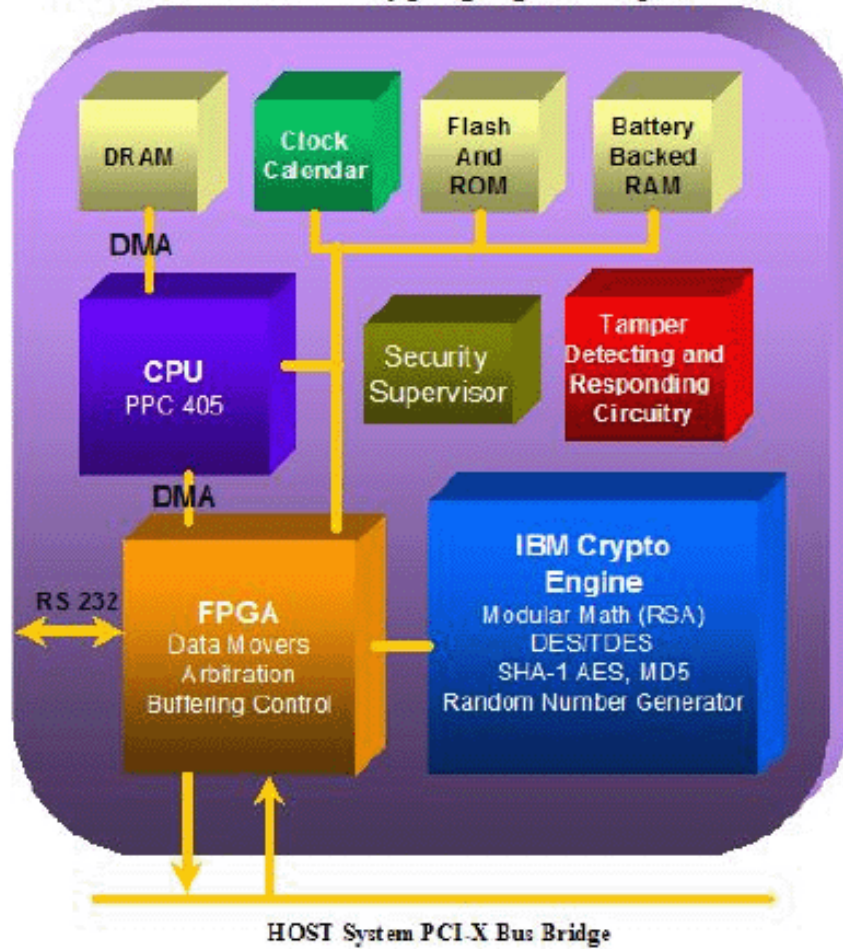 DRAM
Clock
Calendar
Flash
And
ROM
Battery
Backed
RAM
DMA
CPU
PPC 405
Security
Supervisor
Tamper
Detecting and
Responding
Circuitry
DMA
RS 232
FPGA
Data Movers
Arbitration
Buffering Control
IBM Crypto
Engine
Modular Math (RSA)
DES/TDES
SHA-1 AES, MD5
Random Number Generator
HOST System PCI-X Bus Bridge